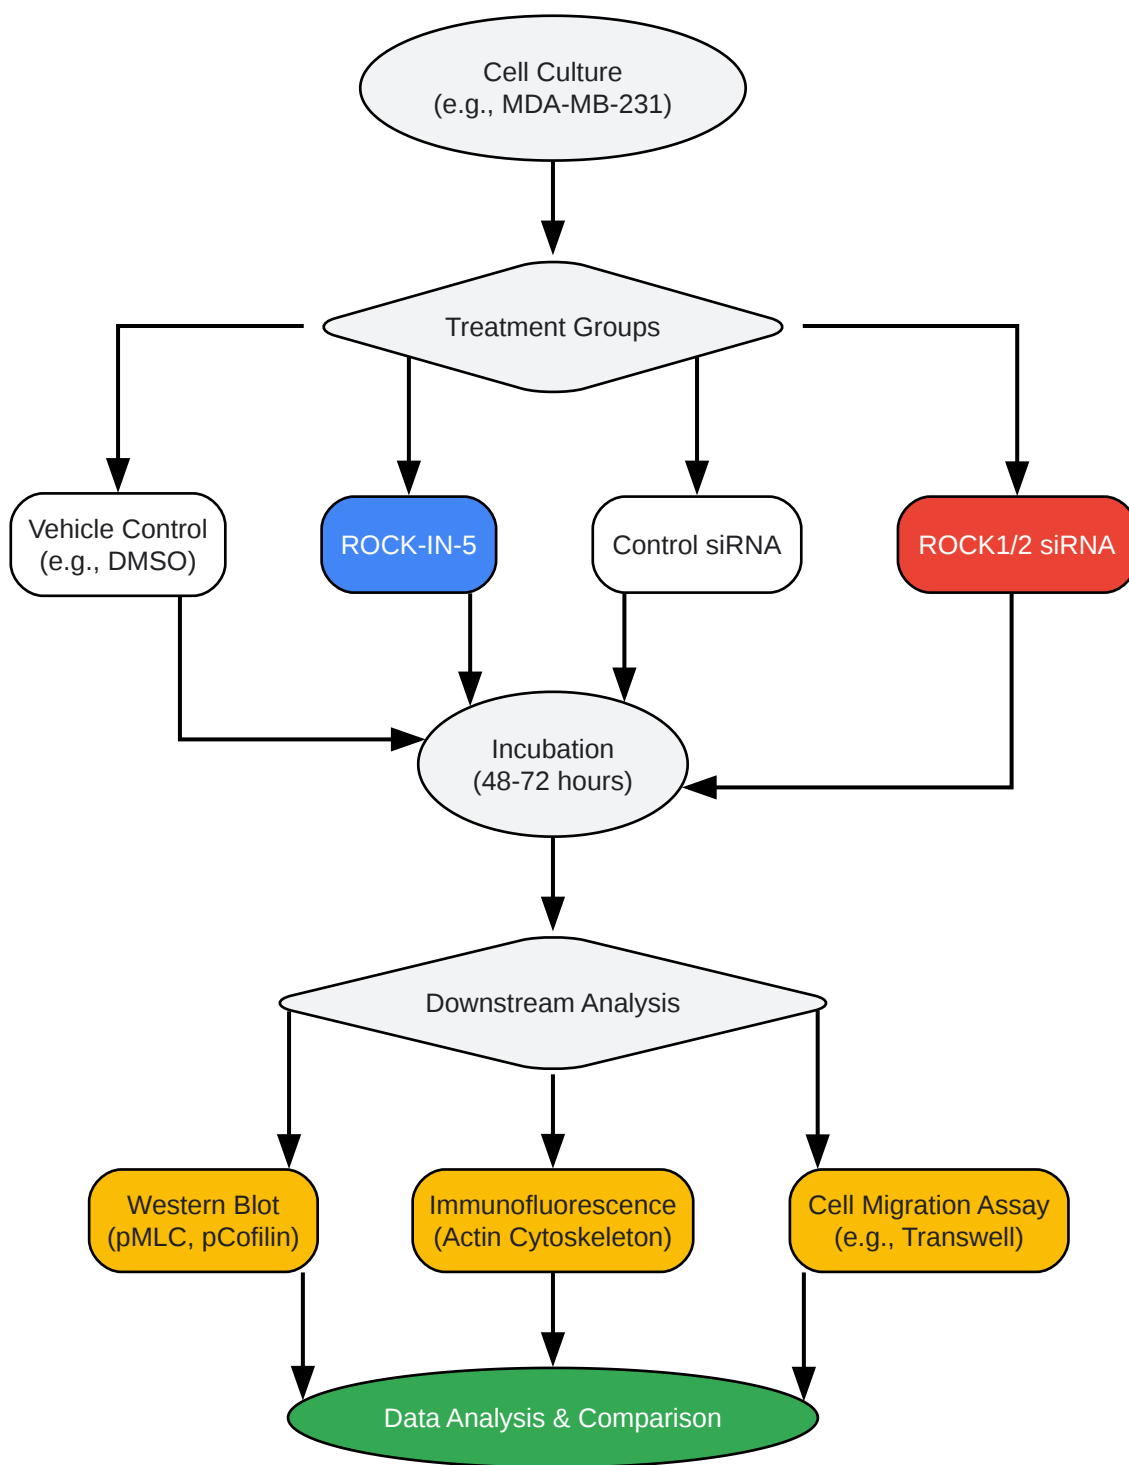 Cell Culture
(e.g., MDA-MB-231)
Treatment Groups
Vehicle Control
(e.g., DMSO)
ROCK-IN-5
Control siRNA
ROCK1/2 siRNA
Incubation
(48-72 hours)
Downstream Analysis
Western Blot
(pMLC, pCofilin)
Immunofluorescence
(Actin Cytoskeleton)
Cell Migration Assay
(e.g., Transwell)
Data Analysis & Comparison